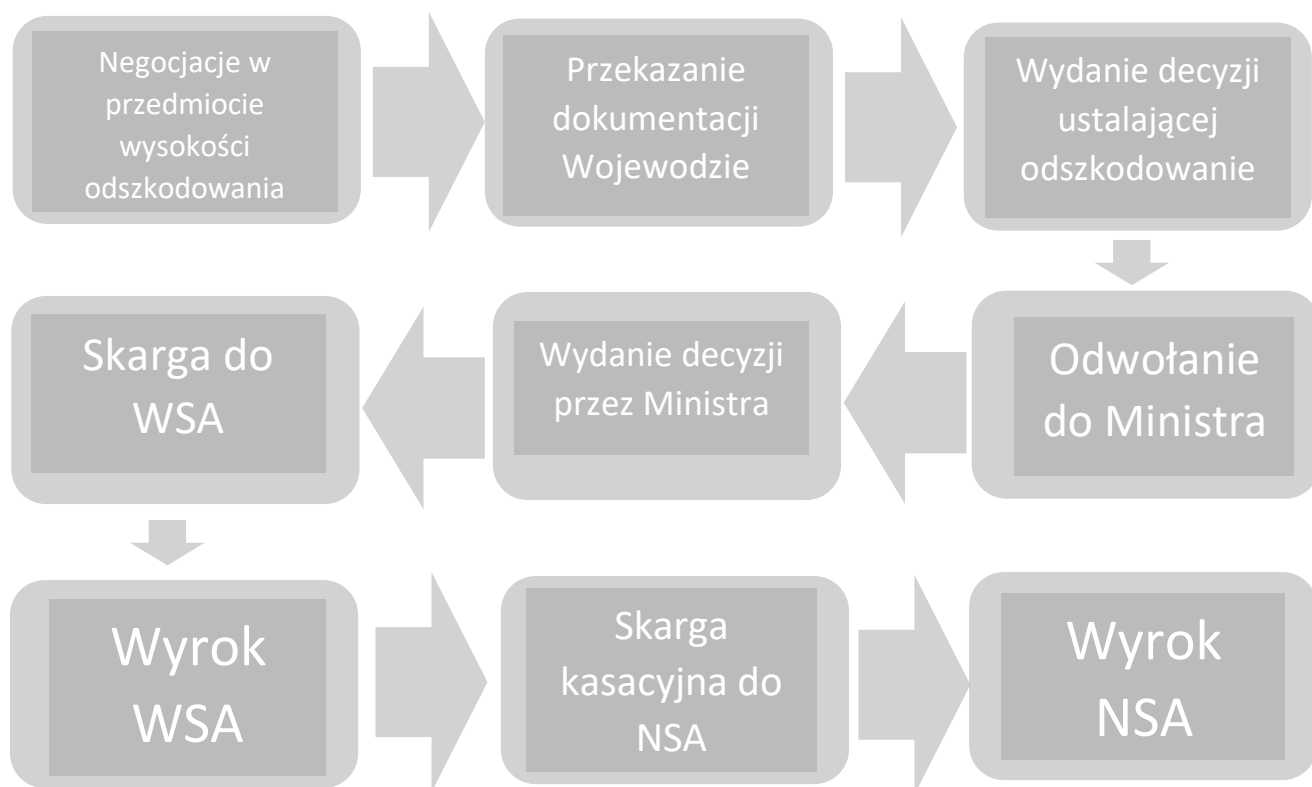 Negocjacje w
przedmiocie
wysokości
odszkodowania
Przekazanie
dokumentacji
Wojewodzie
Wydanie decyzji
ustalającej
odszkodowanie
Odwołanie
do Ministra
Wydanie decyzji
przez Ministra
Skarga do
WSA
Wyrok
WSA
Skarga
kasacyjna do
NSA
Wyrok
NSA